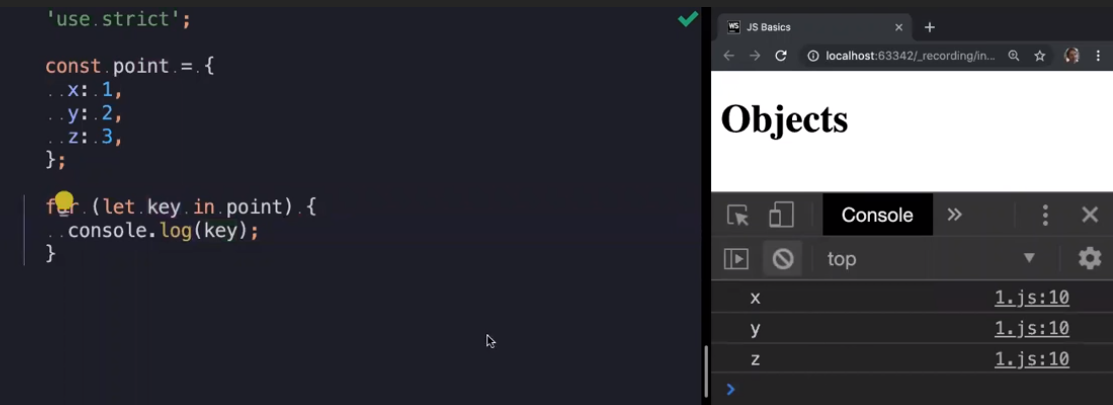 'use strict';
const point = {
  x: 1,
  y: 2,
  z: 3,
};
for (let key in point) {
  console.log(key);
}
WS JS Basics × +
localhost:63342/_recording/in...
Objects
Console »
top
x 1.js:10
y 1.js:10
z 1.js:10